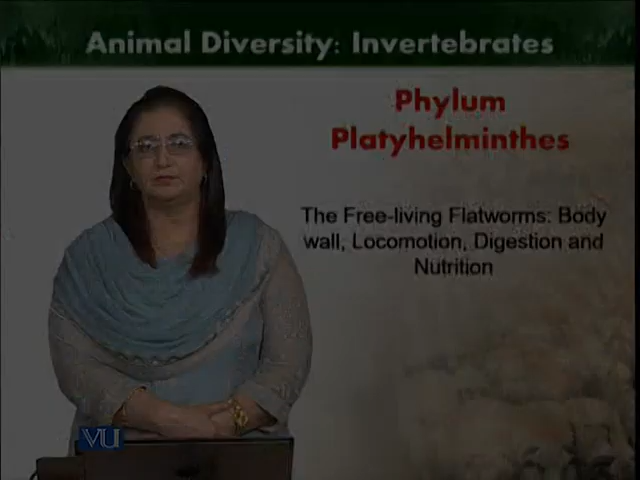 Animal Diversity: Invertebrates
Phylum
Platyhelminthes
The Free-living Flatworms: Body
wall, Locomotion, Digestion and
Nutrition
VU